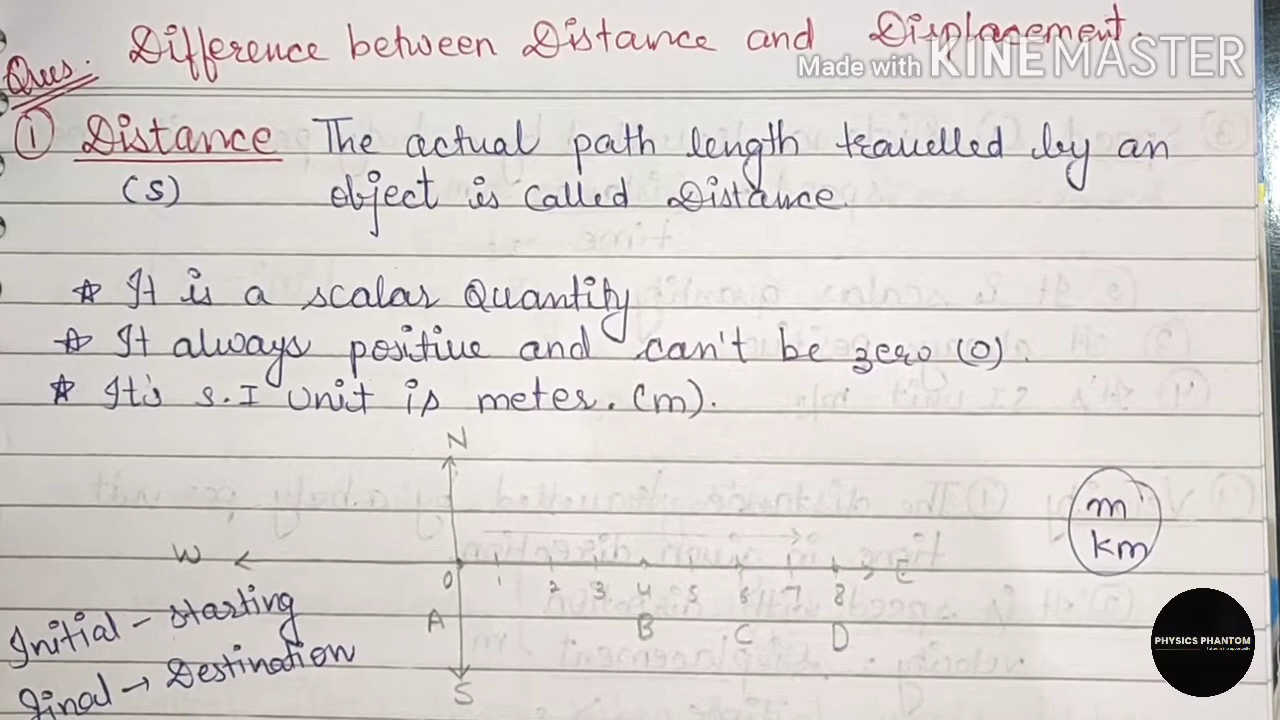 Difference between Distance and Displacement.
Ques.
Made with KINEMASTER
① Distance The actual path length travelled by an
(S) object is called Distance.
☆ It is a scalar Quantity
☆ It always positive and can't be zero (0).
☆ It's S.I Unit is meter. (m).
N
m
km
W E
0 1 2 3 4 5 6 7 8
A B C D
Initial - starting
final → Destination
S
PHYSICS PHANTOM